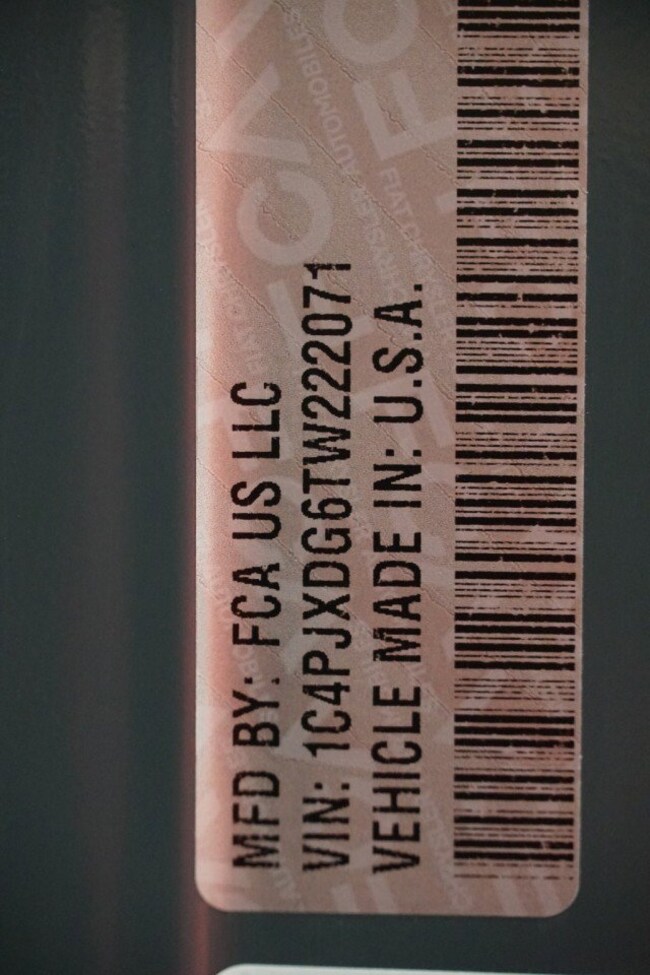 MFD BY: FCA US LLC
VIN: 1C4PJXDG6TW222071
VEHICLE MADE IN: U.S.A.